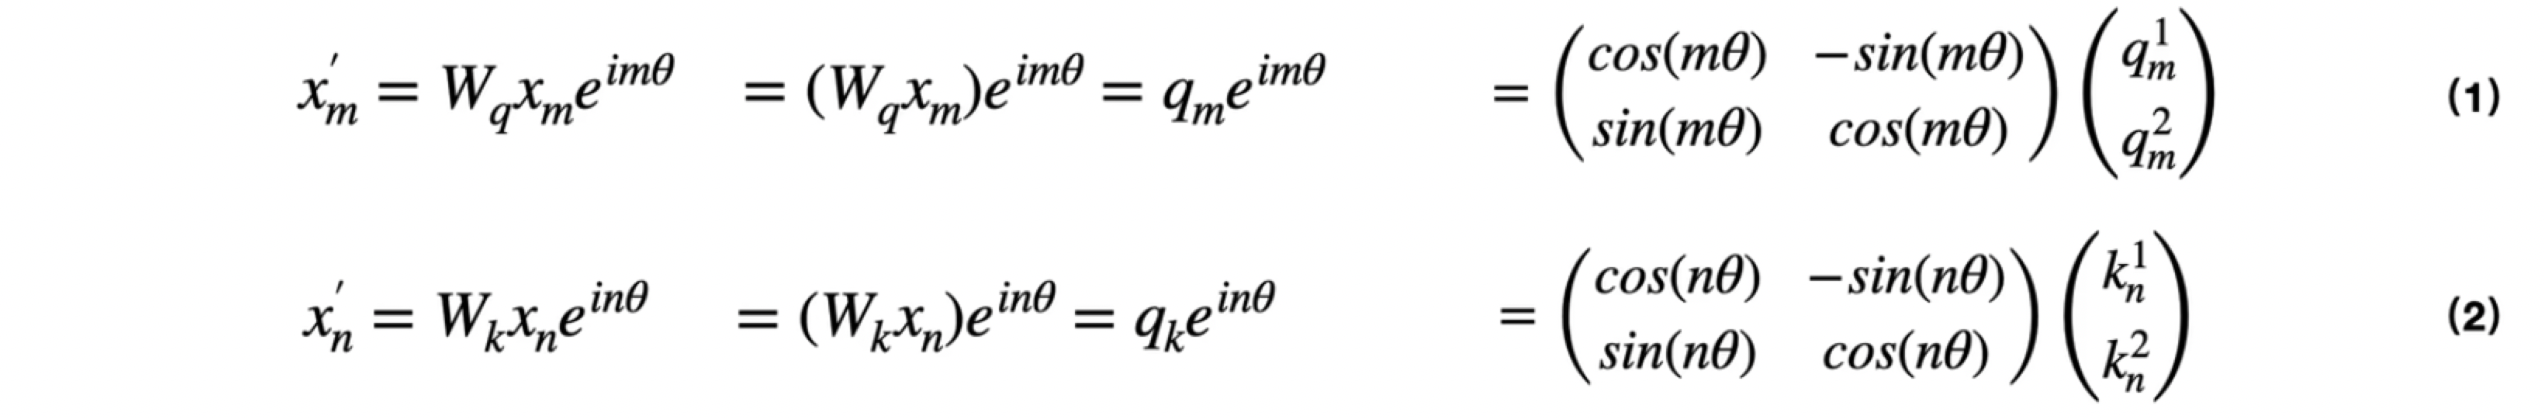 $x_m^{'} = W_q x_m e^{im\theta} = (W_q x_m)e^{im\theta} = q_m e^{im\theta} = \begin{pmatrix} cos(m\theta) & -sin(m\theta) \\ sin(m\theta) & cos(m\theta) \end{pmatrix} \begin{pmatrix} q_m^1 \\ q_m^2 \end{pmatrix}$ (1)
$x_n^{'} = W_k x_n e^{in\theta} = (W_k x_n)e^{in\theta} = q_k e^{in\theta} = \begin{pmatrix} cos(n\theta) & -sin(n\theta) \\ sin(n\theta) & cos(n\theta) \end{pmatrix} \begin{pmatrix} k_n^1 \\ k_n^2 \end{pmatrix}$ (2)